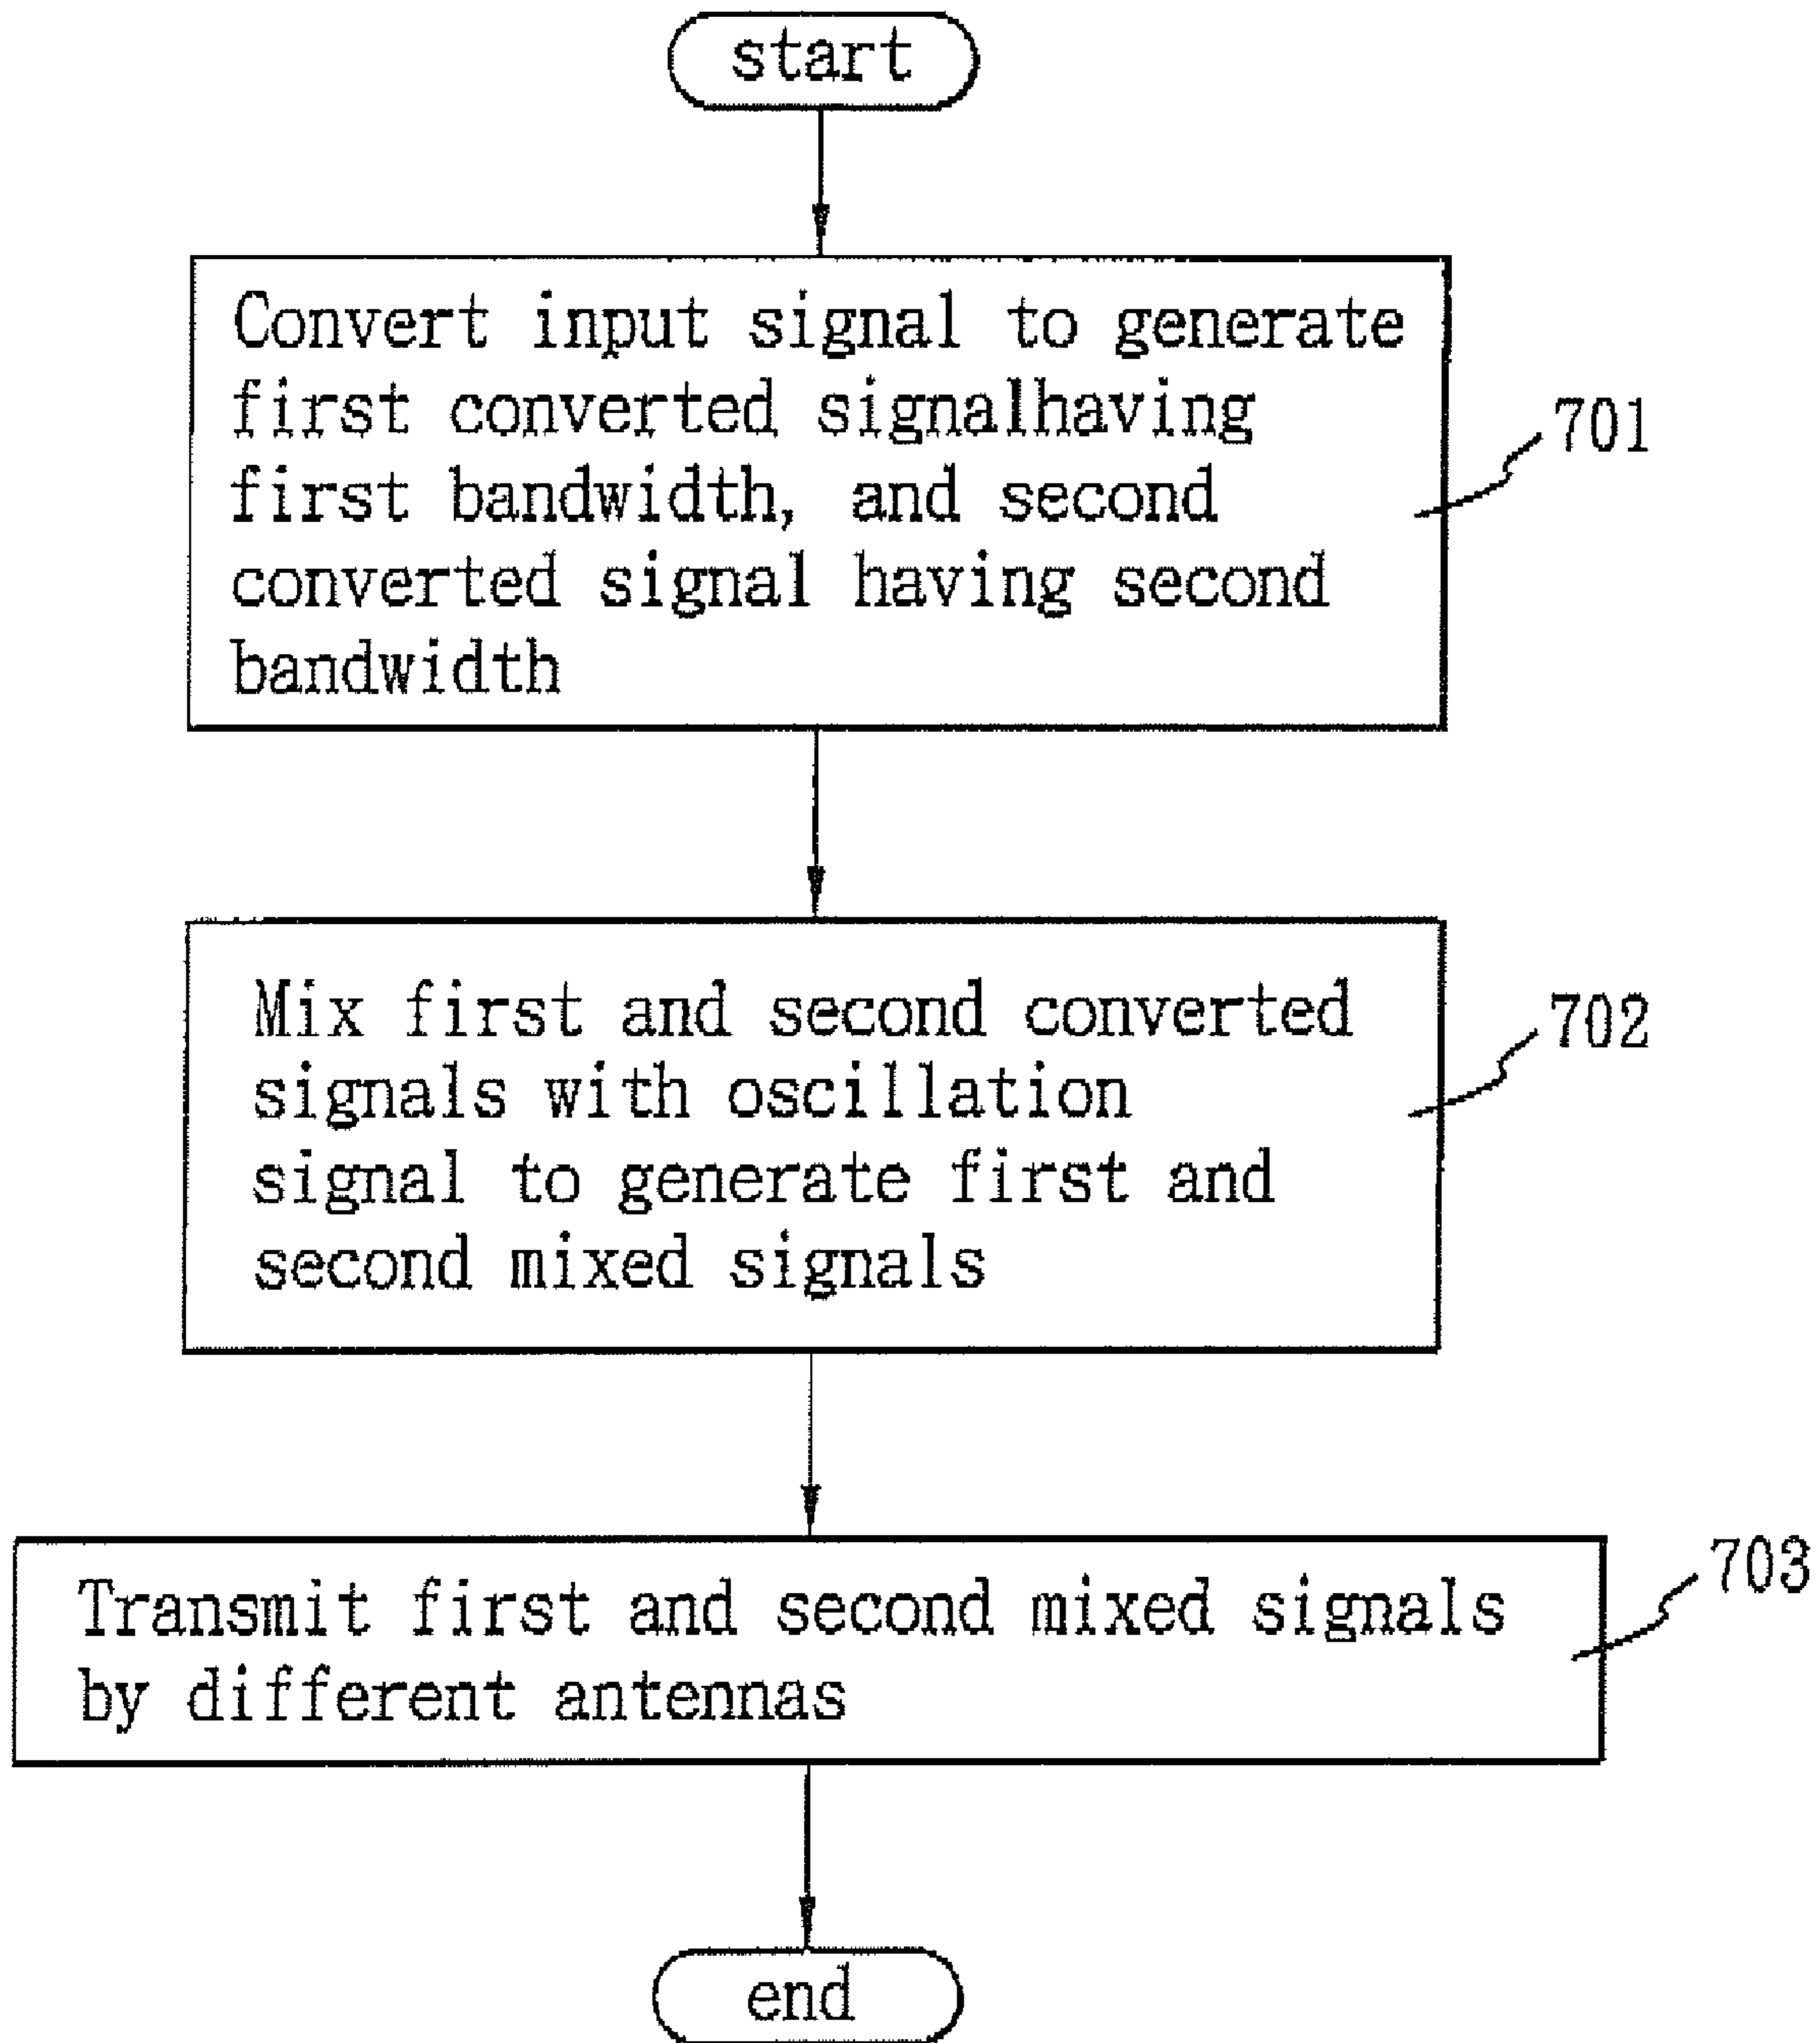 start
Convert input signal to generate
first converted signalhaving
first bandwidth, and second
converted signal having second
bandwidth
701
Mix first and second converted
signals with oscillation
signal to generate first and
second mixed signals
702
Transmit first and second mixed signals
by different antennas
703
end